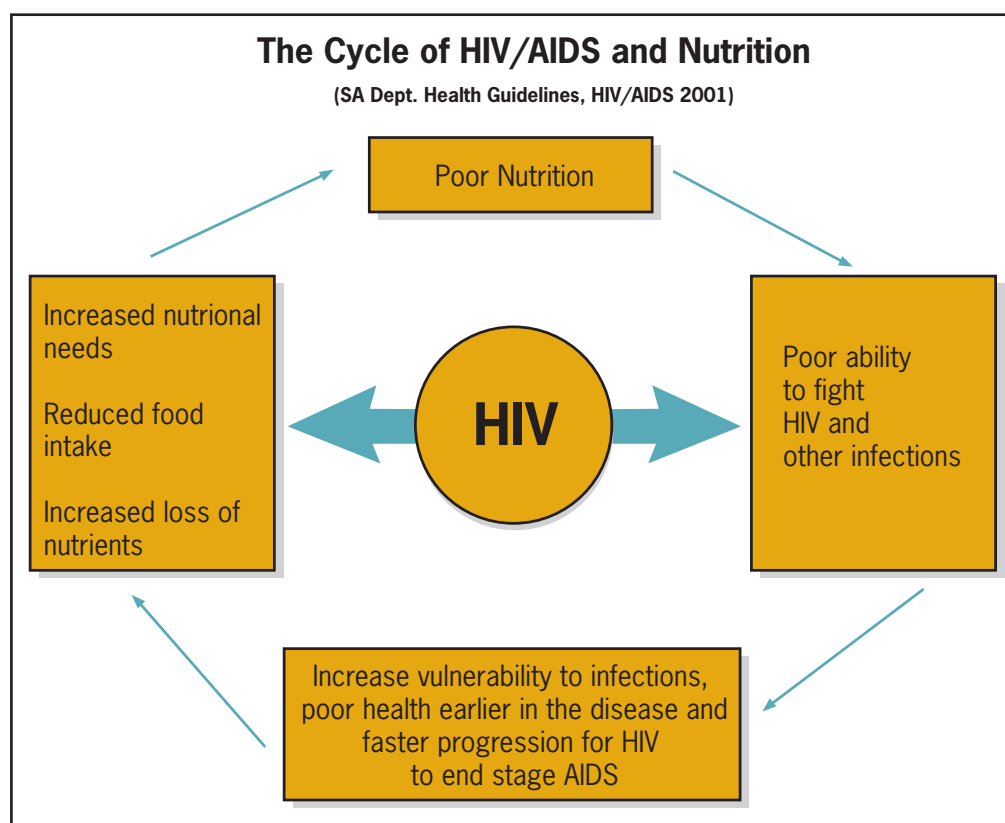 The Cycle of HIV/AIDS and Nutrition
(SA Dept. Health Guidelines, HIV/AIDS 2001)
Poor Nutrition
Increased nutrional
needs
Reduced food
intake
Increased loss of
nutrients
HIV
Poor ability
to fight
HIV and
other infections
Increase vulnerability to infections,
poor health earlier in the disease and
faster progression for HIV
to end stage AIDS